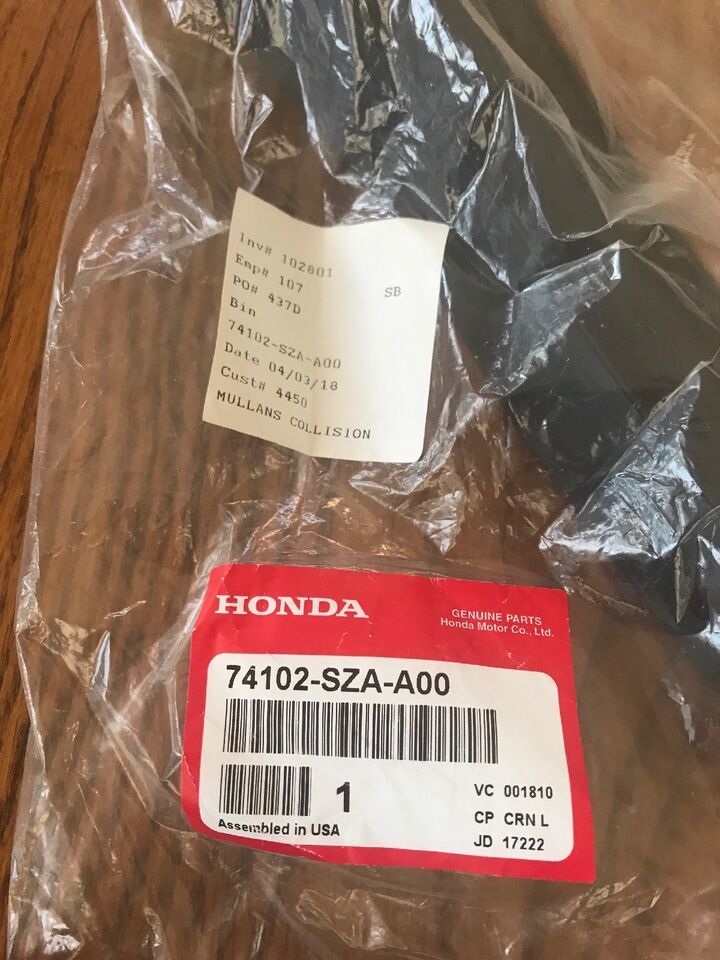 Inv# 102801
Emp# 107 SB
PO# 437D
Bin
74102-SZA-A00
Date 04/03/18
Cust# 4450
MULLANS COLLISION
HONDA
GENUINE PARTS
Honda Motor Co., Ltd.
74102-SZA-A00
1
VC 001810
CP CRN L
JD 17222
Assembled in USA